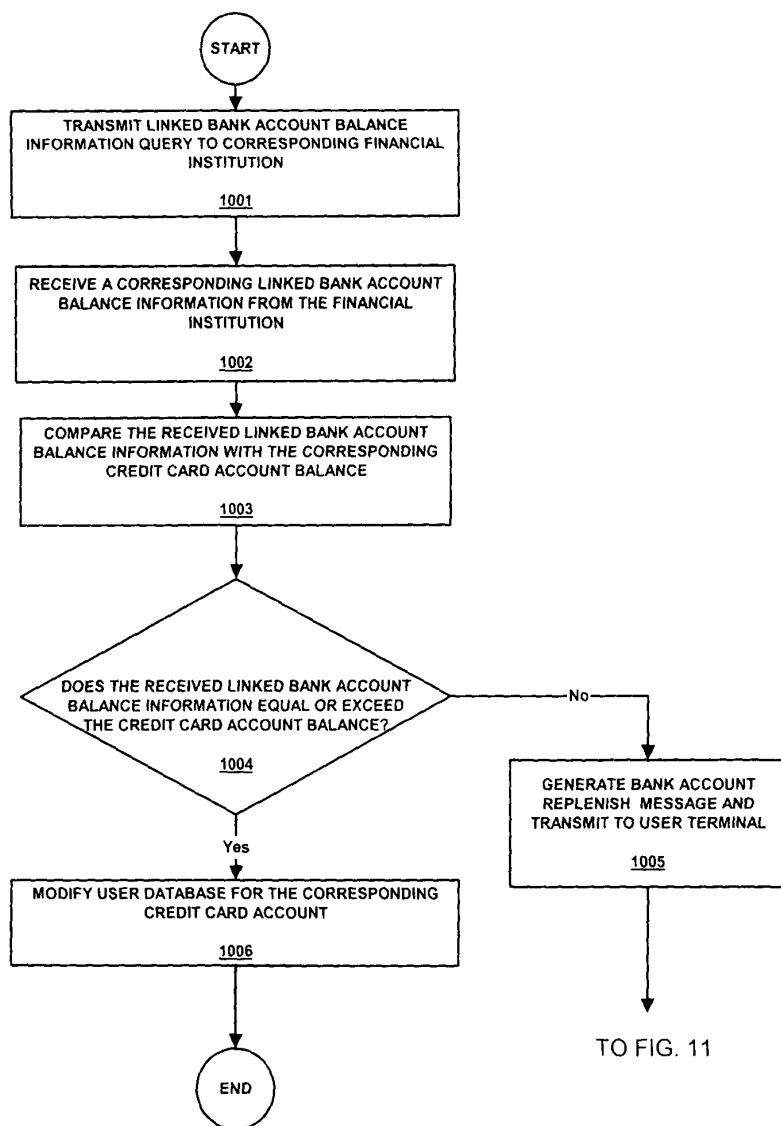 START
TRANSMIT LINKED BANK ACCOUNT BALANCE
INFORMATION QUERY TO CORRESPONDING FINANCIAL
INSTITUTION
1001
RECEIVE A CORRESPONDING LINKED BANK ACCOUNT
BALANCE INFORMATION FROM THE FINANCIAL
INSTITUTION
1002
COMPARE THE RECEIVED LINKED BANK ACCOUNT
BALANCE INFORMATION WITH THE CORRESPONDING
CREDIT CARD ACCOUNT BALANCE
1003
DOES THE RECEIVED LINKED BANK ACCOUNT
BALANCE INFORMATION EQUAL OR EXCEED
THE CREDIT CARD ACCOUNT BALANCE?
1004
No
GENERATE BANK ACCOUNT
REPLENISH MESSAGE AND
TRANSMIT TO USER TERMINAL
1005
Yes
MODIFY USER DATABASE FOR THE CORRESPONDING
CREDIT CARD ACCOUNT
1006
TO FIG. 11
END